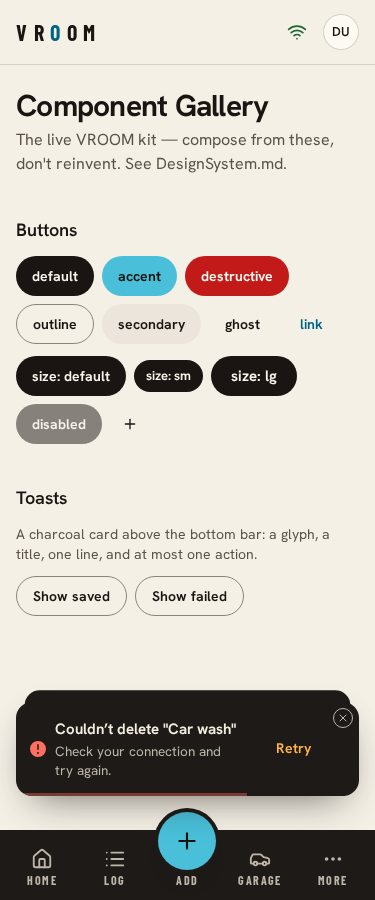 VROOM
DU
Component Gallery
The live VROOM kit — compose from these,
don't reinvent. See DesignSystem.md.
Buttons
default accent destructive
outline secondary ghost link
size: default size: sm size: lg
disabled +
Toasts
A charcoal card above the bottom bar: a glyph, a
title, one line, and at most one action.
Show saved Show failed
Couldn’t delete "Car wash"
Check your connection and
try again.
Retry
HOME LOG ADD GARAGE MORE